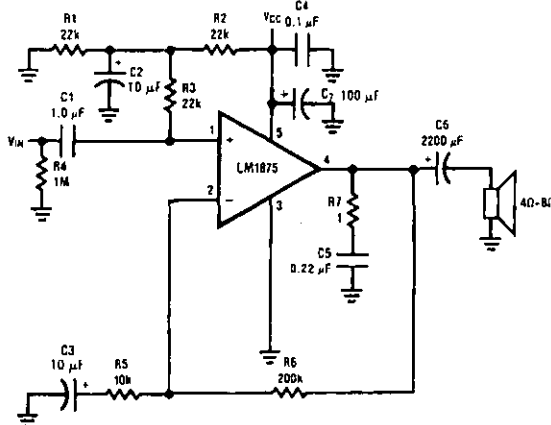 R1
22k
R2
22k
VCC
C4
0.1 µF
C2
10 µF
R3
22k
C7 100 µF
C1
1.0 µF
VIN
R4
1M
1
+
2
−
LM1875
5
4
3
R7
1
C5
0.22 µF
C6
2200 µF
4Ω-8Ω
C3
10 µF
R5
10k
R6
200k